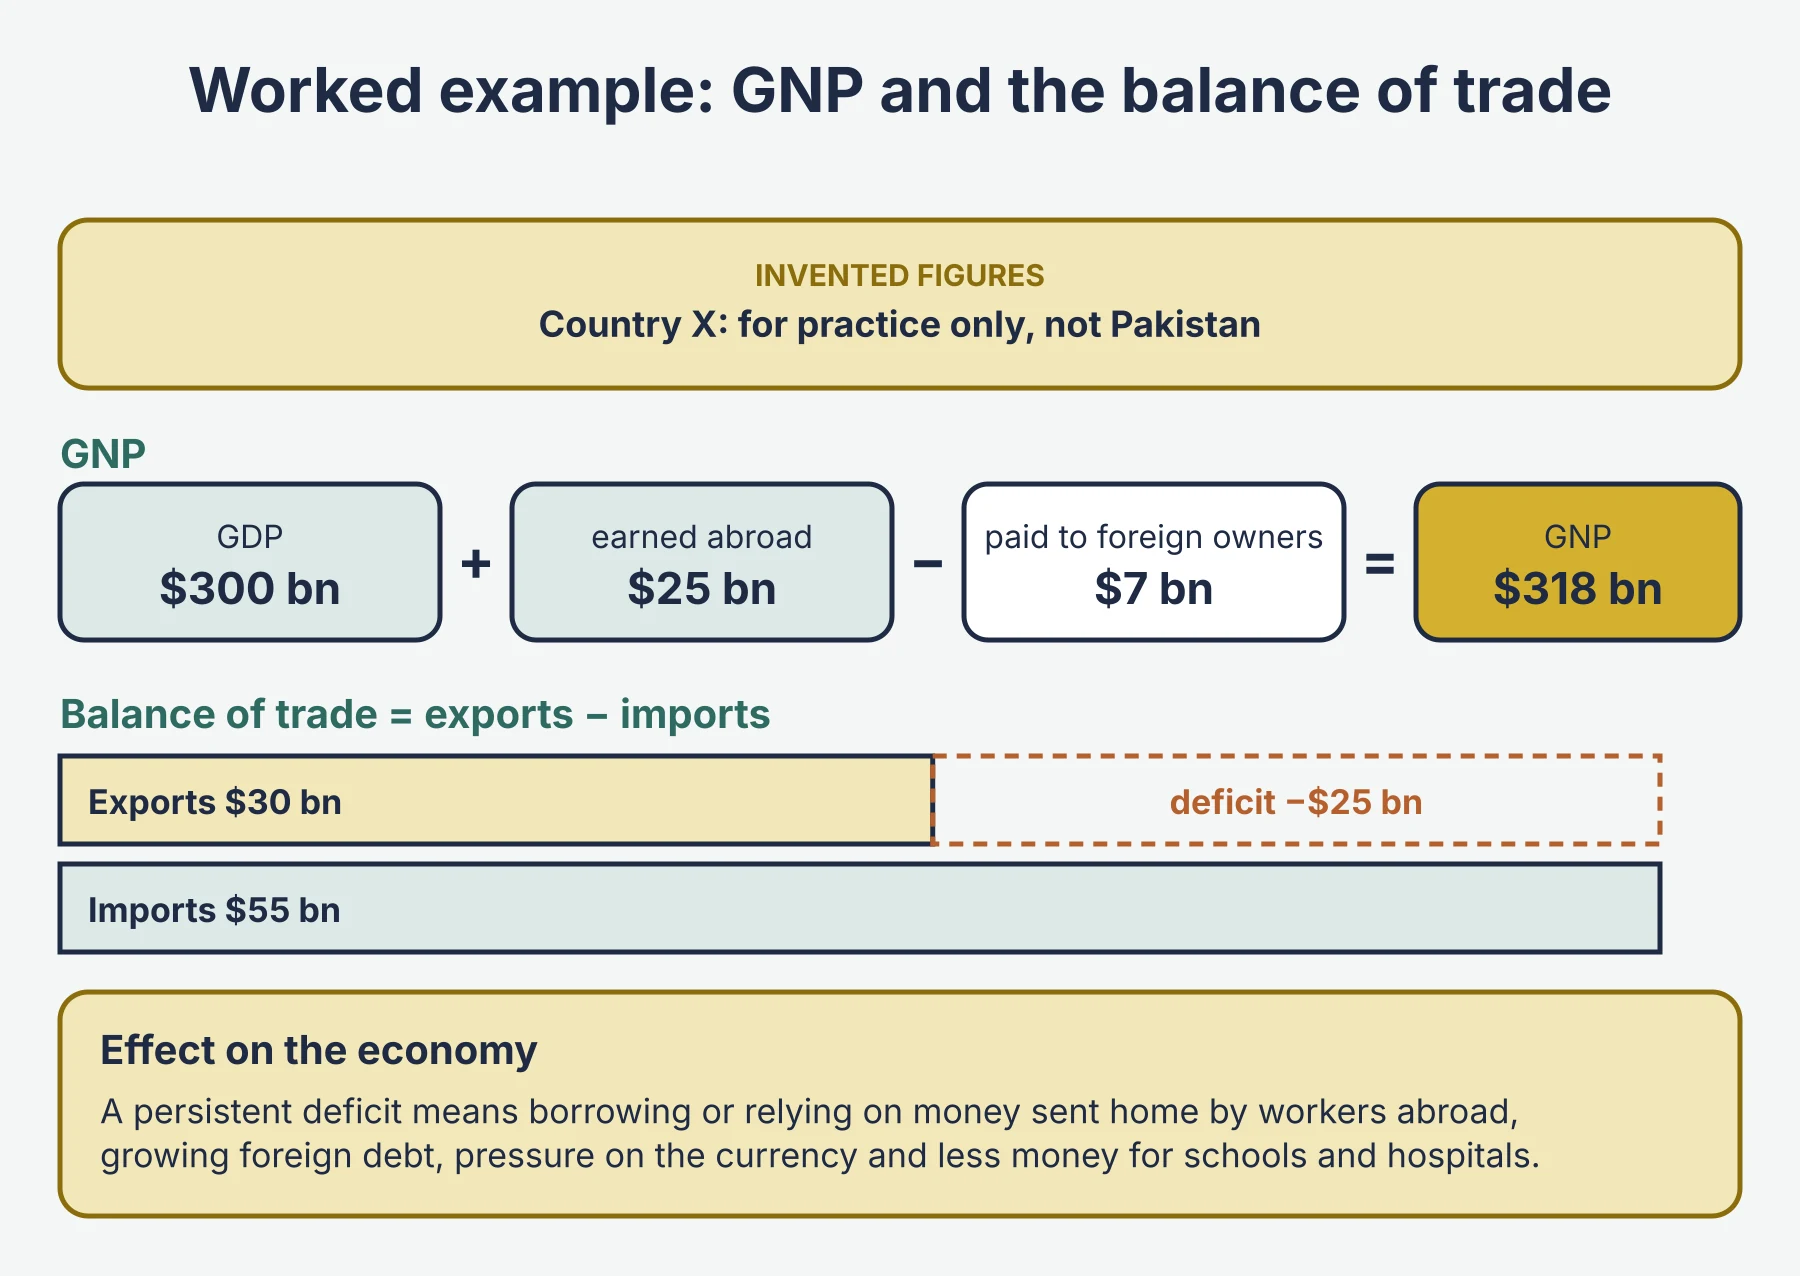 Worked example: GNP and the balance of trade
INVENTED FIGURES
Country X: for practice only, not Pakistan
GNP
GDP
$300 bn
+
earned abroad
$25 bn
−
paid to foreign owners
$7 bn
=
GNP
$318 bn
Balance of trade = exports − imports
Exports $30 bn
deficit −$25 bn
Imports $55 bn
Effect on the economy
A persistent deficit means borrowing or relying on money sent home by workers abroad,
growing foreign debt, pressure on the currency and less money for schools and hospitals.